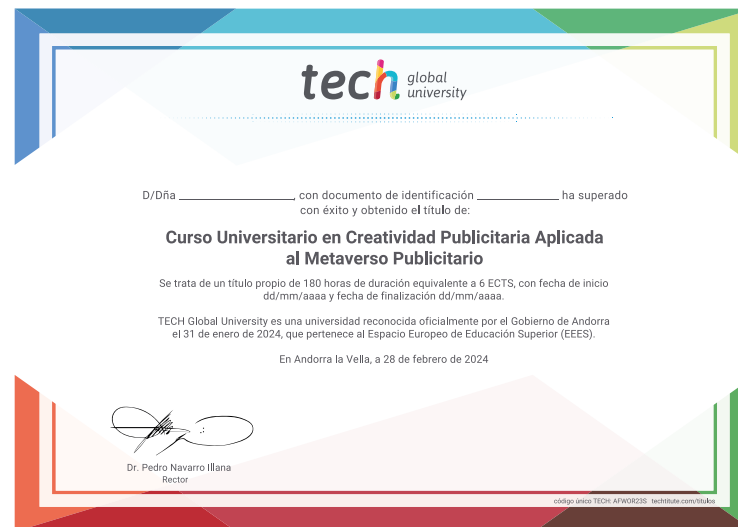 tech global
university
D/Dña ____________________, con documento de identificación ______________ ha superado
con éxito y obtenido el título de:
Curso Universitario en Creatividad Publicitaria Aplicada
al Metaverso Publicitario
Se trata de un título propio de 180 horas de duración equivalente a 6 ECTS, con fecha de inicio
dd/mm/aaaa y fecha de finalización dd/mm/aaaa.
TECH Global University es una universidad reconocida oficialmente por el Gobierno de Andorra
el 31 de enero de 2024, que pertenece al Espacio Europeo de Educación Superior (EEES).
En Andorra la Vella, a 28 de febrero de 2024
Dr. Pedro Navarro Illana
Rector
código único TECH: AFWOR23S techtitute.com/titulos